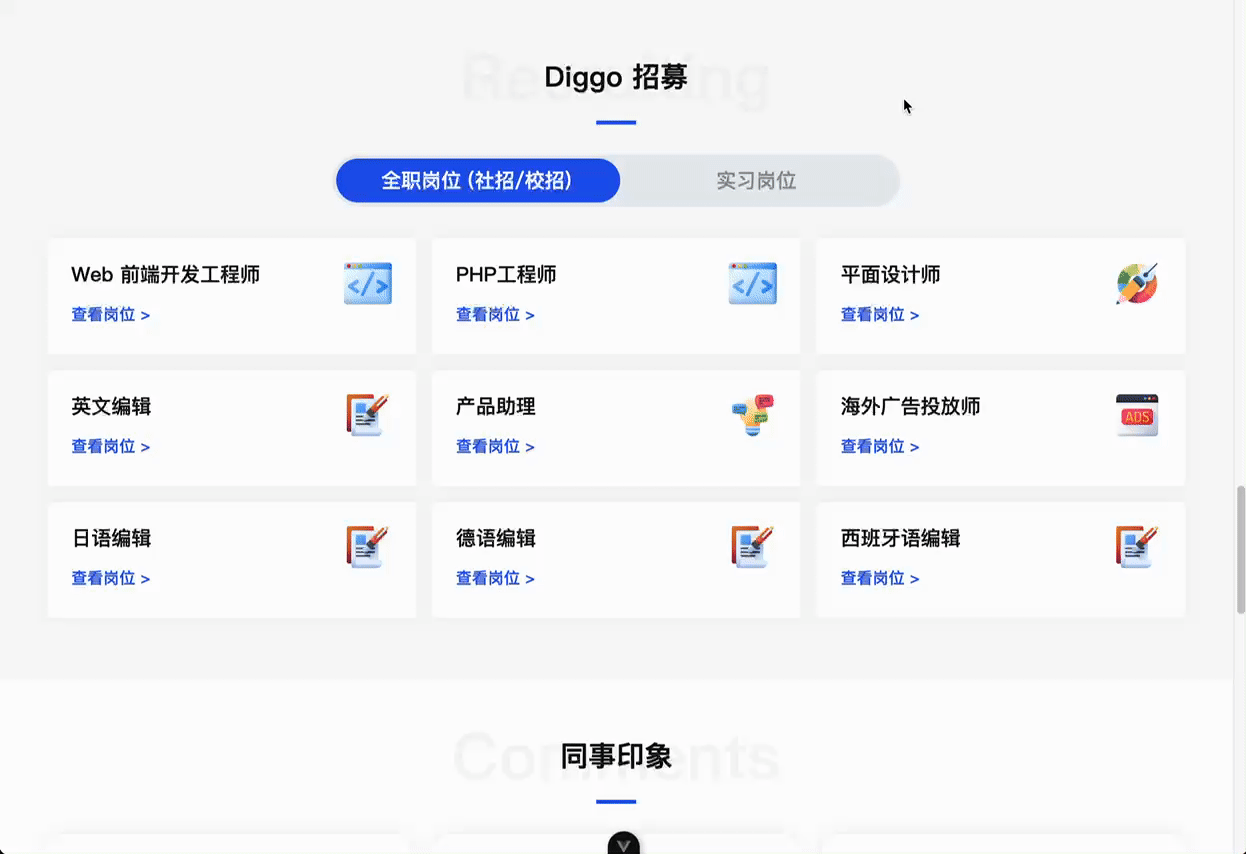 Recruiting
Diggo 招募
全职岗位 (社招/校招)
实习岗位
Web 前端开发工程师
查看岗位 >
PHP工程师
查看岗位 >
平面设计师
查看岗位 >
英文编辑
查看岗位 >
产品助理
查看岗位 >
海外广告投放师
ADS
查看岗位 >
日语编辑
查看岗位 >
德语编辑
查看岗位 >
西班牙语编辑
查看岗位 >
Comments
同事印象